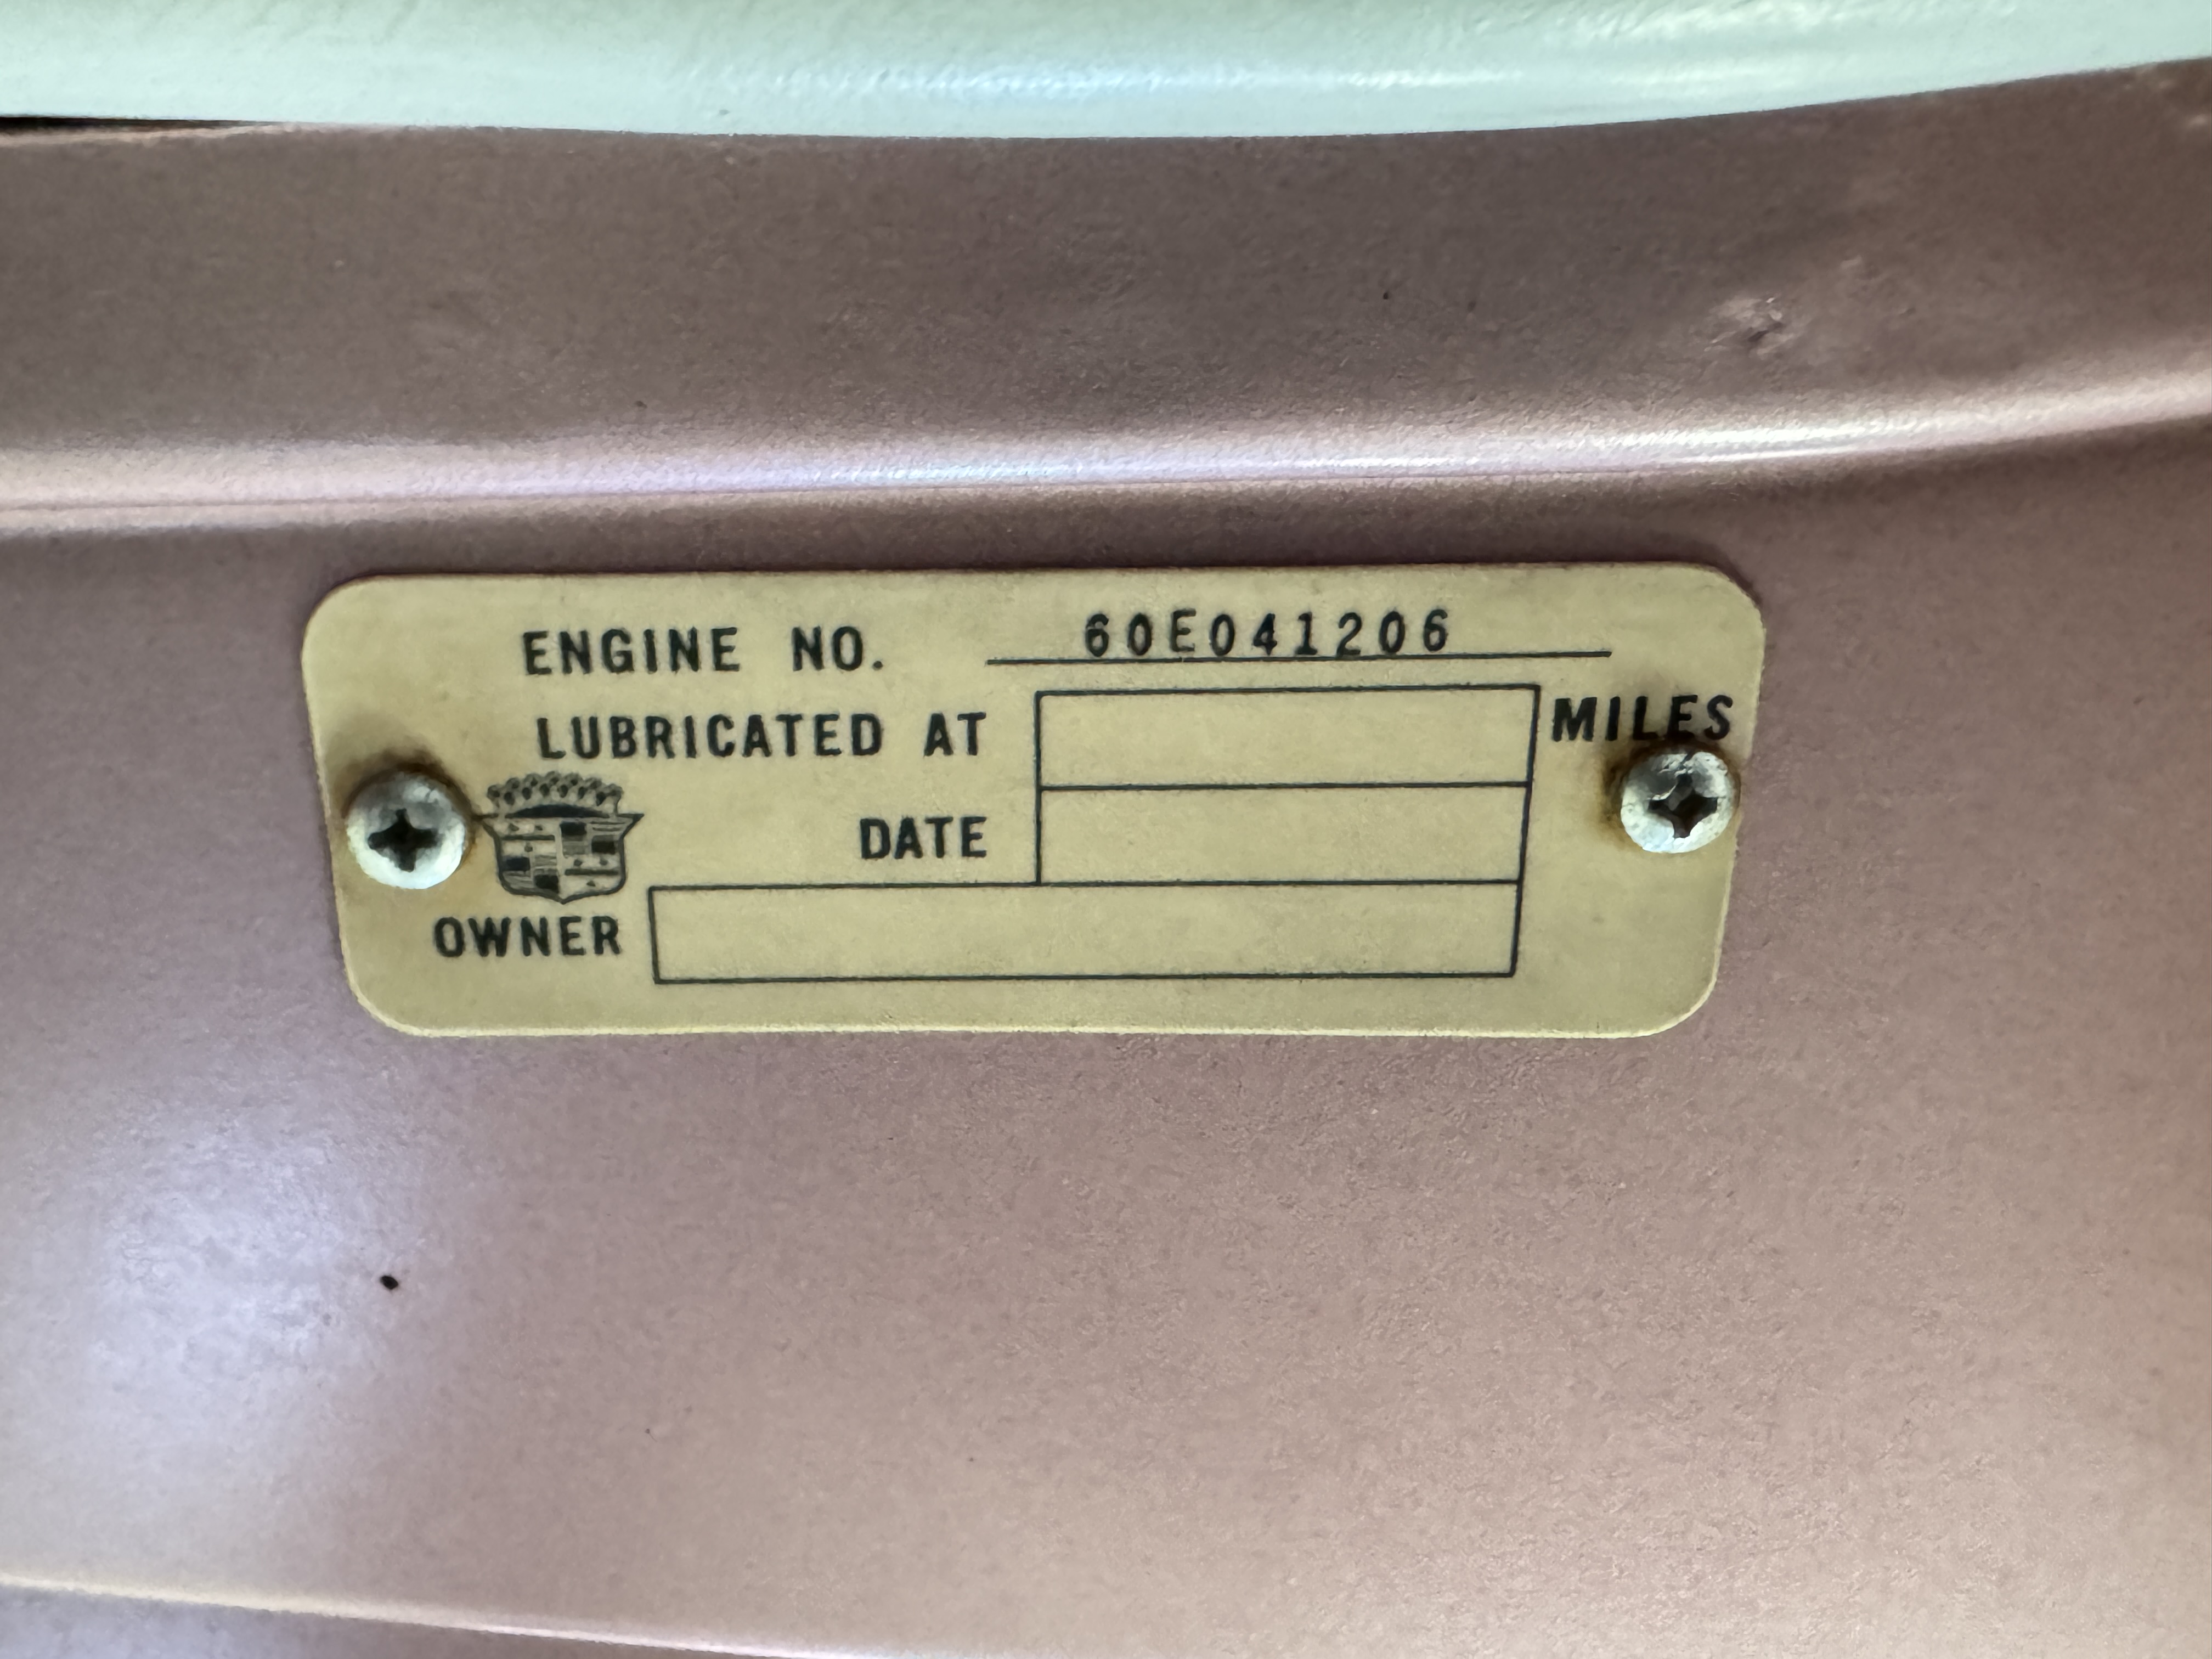 ENGINE NO. 60E041206
LUBRICATED AT MILES
DATE
OWNER